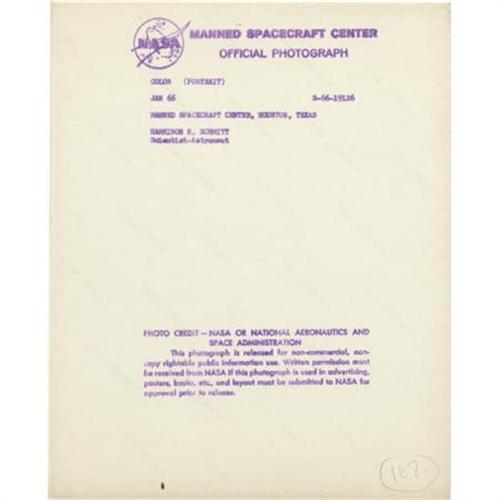 NASA
MANNED SPACECRAFT CENTER
OFFICIAL PHOTOGRAPH
COLOR (PORTRAIT)
JAN 66 S-66-19126
MANNED SPACECRAFT CENTER, HOUSTON, TEXAS
HARRISON H. SCHMITT
Scientist-Astronaut
PHOTO CREDIT — NASA OR NATIONAL AERONAUTICS AND
SPACE ADMINISTRATION
This photograph is released for non-commercial, non-
copy rightable public information use. Written permission must
be received from NASA if this photograph is used in advertising,
posters, books, etc., and layout must be submitted to NASA for
approval prior to release.
167.